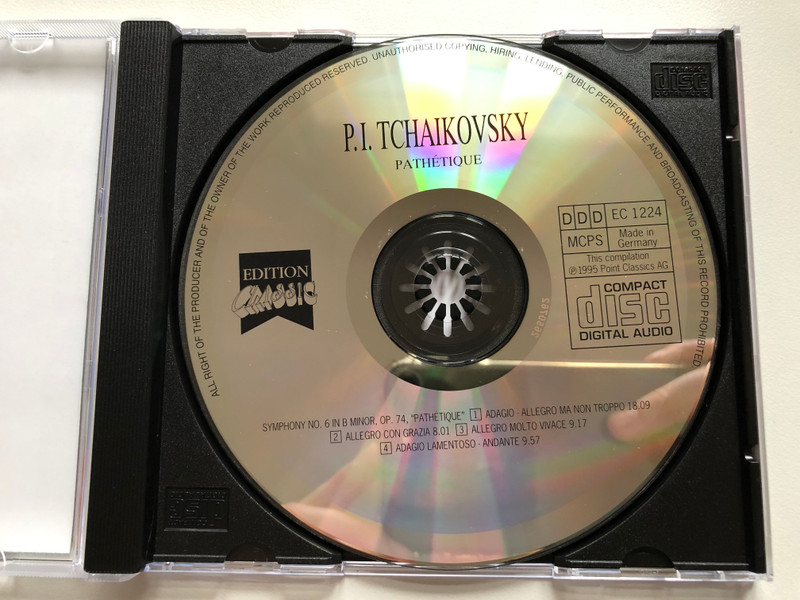 ALL RIGHT OF THE PRODUCER AND OF THE OWNER OF THE WORK REPRODUCED RESERVED. UNAUTHORISED COPYING, HIRING, LENDING, PUBLIC PERFORMANCE AND BROADCASTING OF THIS RECORD PROHIBITED
P.I. TCHAIKOVSKY
PATHÉTIQUE
EDITION
Classic
DDD EC 1224
MCPS Made in
Germany
This compilation
℗1995 Point Classics AG
COMPACT
disc
DIGITAL AUDIO
SYMPHONY NO. 6 IN B MINOR, OP. 74, "PATHÉTIQUE" 1 ADAGIO - ALLEGRO MA NON TROPPO 18.09
2 ALLEGRO CON GRAZIA 8.01 3 ALLEGRO MOLTO VIVACE 9.17
4 ADAGIO LAMENTOSO - ANDANTE 9.57
disc